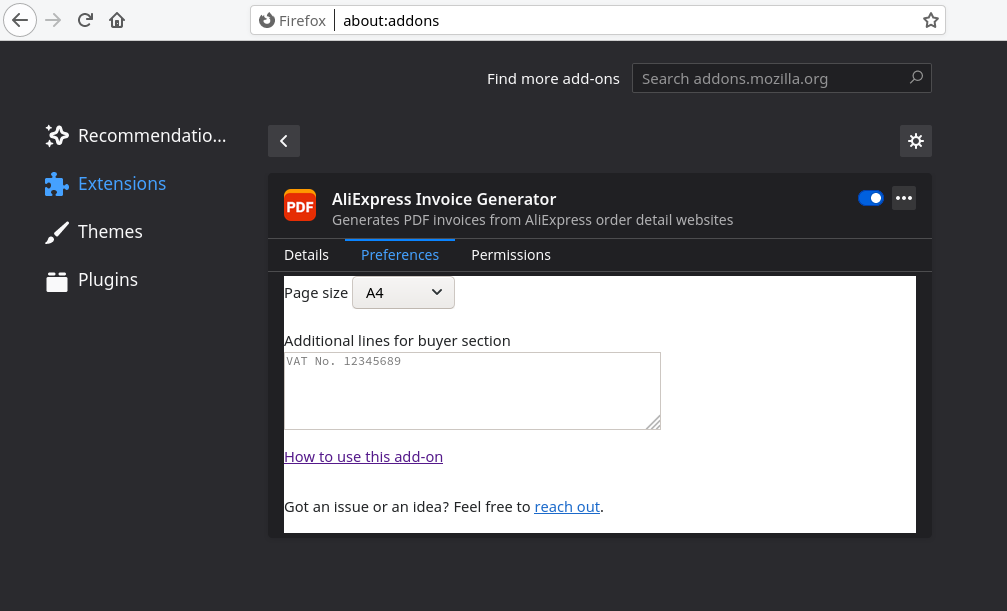 Firefox about:addons
Find more add-ons Search addons.mozilla.org
Recommendatio...
Extensions
Themes
Plugins
PDF AliExpress Invoice Generator
Generates PDF invoices from AliExpress order detail websites
Details Preferences Permissions
Page size A4
Additional lines for buyer section
VAT No. 12345689
How to use this add-on
Got an issue or an idea? Feel free to reach out.